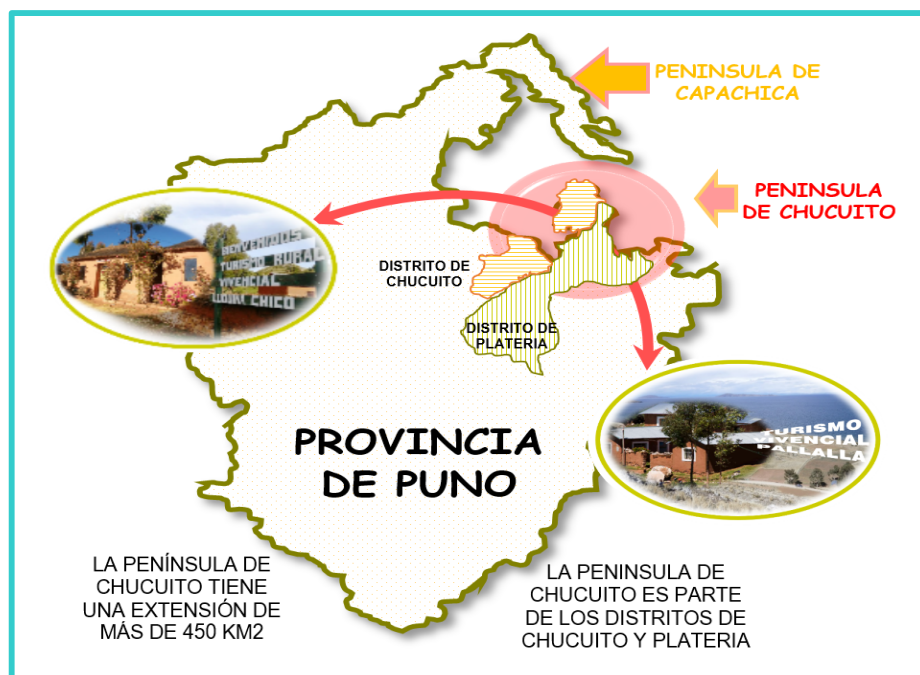 PENINSULA DE
CAPACHICA
PENINSULA
DE CHUCUITO
BIENVENIDOS
TURISMO RURAL
VIVENCIAL
LUQUINA CHICO
DISTRITO DE
CHUCUITO
DISTRITO DE
PLATERIA
TURISMO
VIVENCIAL
PALLALLA
PROVINCIA
DE PUNO
LA PENÍNSULA DE
CHUCUITO TIENE
UNA EXTENSIÓN DE
MÁS DE 450 KM2
LA PENINSULA DE
CHUCUITO ES PARTE
DE LOS DISTRITOS DE
CHUCUITO Y PLATERIA